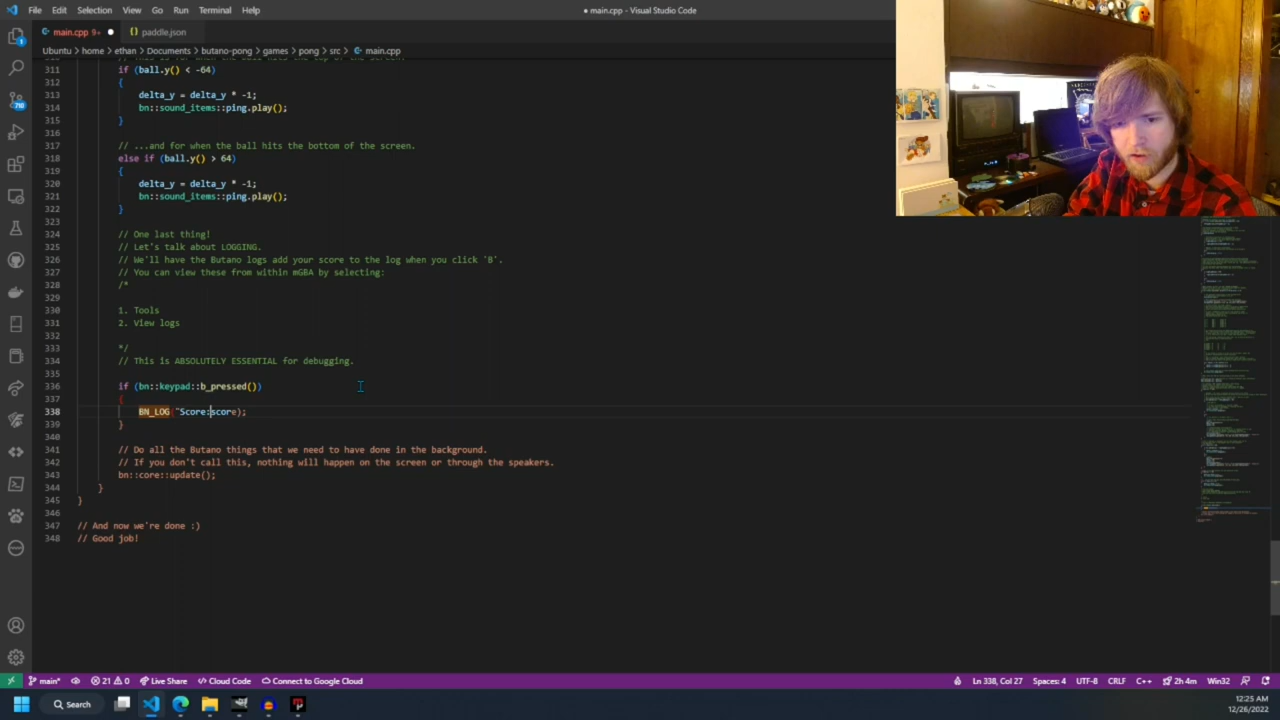 File Edit Selection View Go Run Terminal Help
● main.cpp - Visual Studio Code
main.cpp 9+ ●
paddle.json
Ubuntu > home > ethan > Documents > butano-pong > games > pong > src > main.cpp
311 if (ball.y() < -64)
312 {
313 delta_y = delta_y * -1;
314 bn::sound_items::ping.play();
315 }
316
317 // ...and for when the ball hits the bottom of the screen.
318 else if (ball.y() > 64)
319 {
320 delta_y = delta_y * -1;
321 bn::sound_items::ping.play();
322 }
323
324 // One last thing!
325 // Let's talk about LOGGING.
326 // We'll have the Butano logs add your score to the log when you click 'B'.
327 // You can view these from within mGBA by selecting:
328 /*
329
330 1. Tools
331 2. View logs
332
333 */
334 // This is ABSOLUTELY ESSENTIAL for debugging.
335
336 if (bn::keypad::b_pressed())
337 {
338 BN_LOG "Score:score);
339 }
340
341 // Do all the Butano things that we need to have done in the background.
342 // If you don't call this, nothing will happen on the screen or through the speakers.
343 bn::core::update();
344 }
345 }
346
347 // And now we're done :)
348 // Good job!
main* 21 0 Live Share Cloud Code Connect to Google Cloud
Ln 338, Col 27 Spaces: 4 UTF-8 CRLF C++ 2h 4m Win32
Search
12:25 AM
12/26/2022